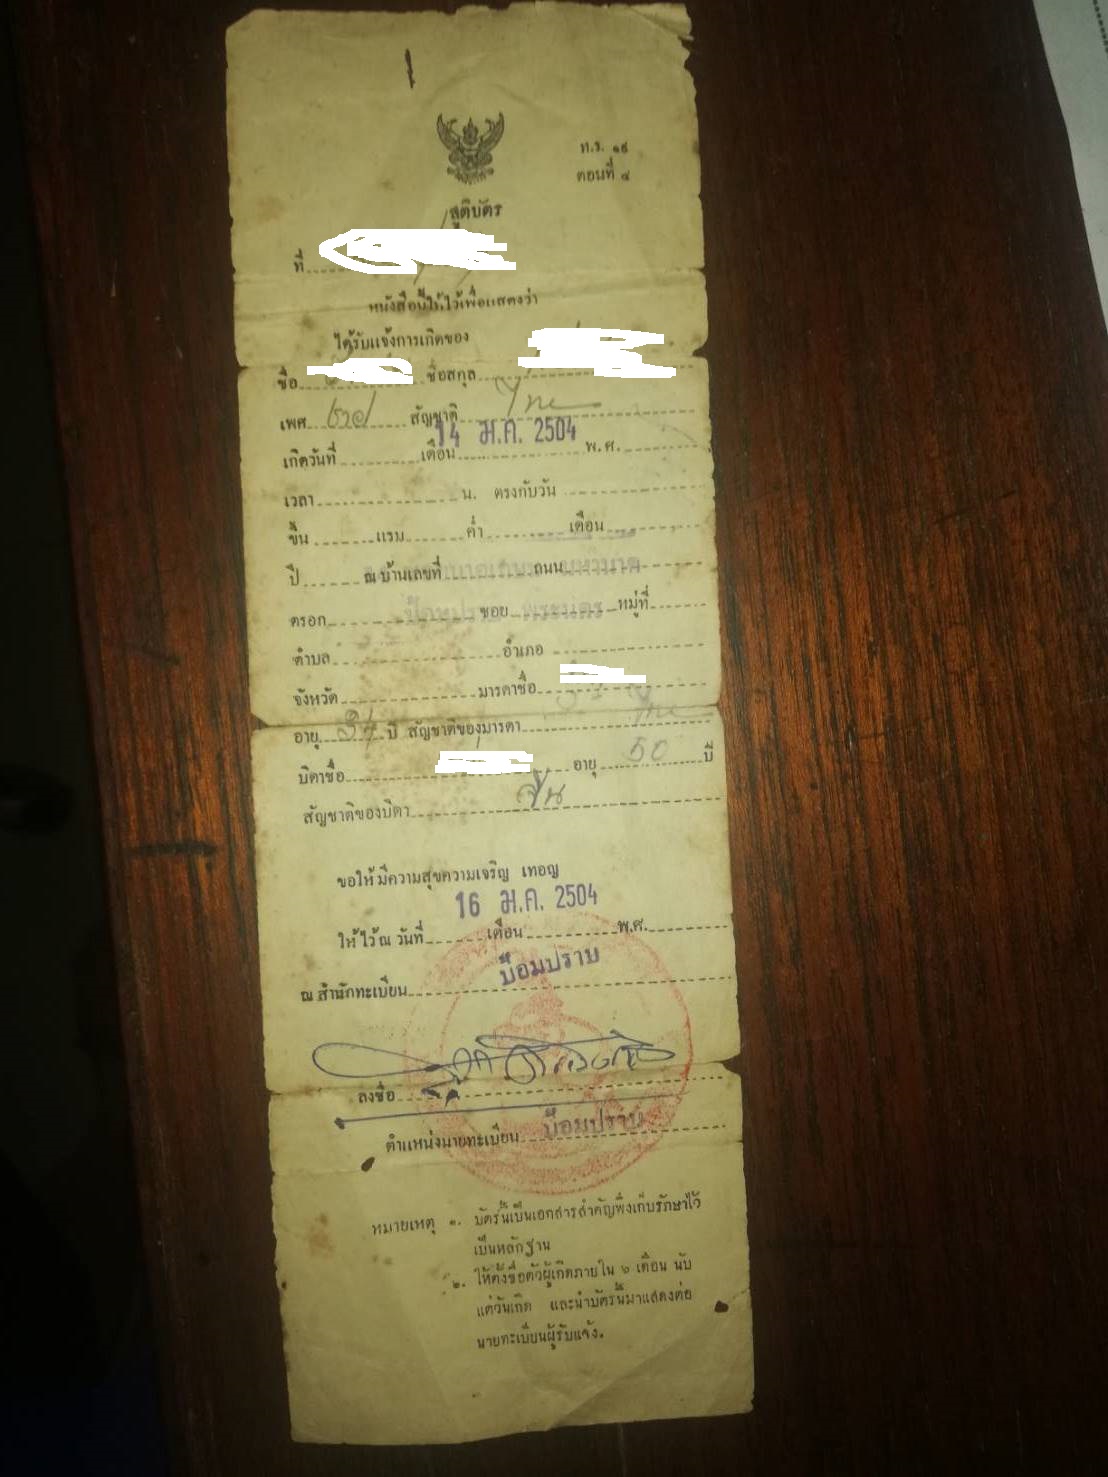 ท.ร. ๑๙
ตอนที่ ๔
สูติบัตร
ที่
หนังสือนี้ให้ไว้เพื่อแสดงว่า
ได้รับแจ้งการเกิดของ
ชื่อ ชื่อสกุล
เพศ ชาย สัญชาติ ไทย
14 ม.ค. 2504
เกิดวันที่ เดือน พ.ศ.
เวลา น. ตรงกับวัน
ขึ้น แรม ค่ำ เดือน
ปี ณ บ้านเลขที่ ถนน
ตรอก ซอย หมู่ที่
พระนคร
ตำบล อำเภอ
จังหวัด มารดาชื่อ
อายุ 34 ปี สัญชาติของมารดา ไทย
บิดาชื่อ อายุ 50 ปี
สัญชาติของบิดา จีน
ขอให้มีความสุขความเจริญ เทอญ
16 ม.ค. 2504
ให้ไว้ ณ วันที่ เดือน พ.ศ.
ณ สำนักทะเบียน ป้อมปราบ
ลงชื่อ
ตำแหน่งนายทะเบียน ป้อมปราบ
หมายเหตุ ๑. บัตรนี้เป็นเอกสารสำคัญพึงเก็บรักษาไว้
เป็นหลักฐาน
๒. ให้ตั้งชื่อตัวผู้เกิดภายใน ๖ เดือน นับ
แต่วันเกิด และนำบัตรนี้มาแสดงต่อ
นายทะเบียนผู้รับแจ้ง.